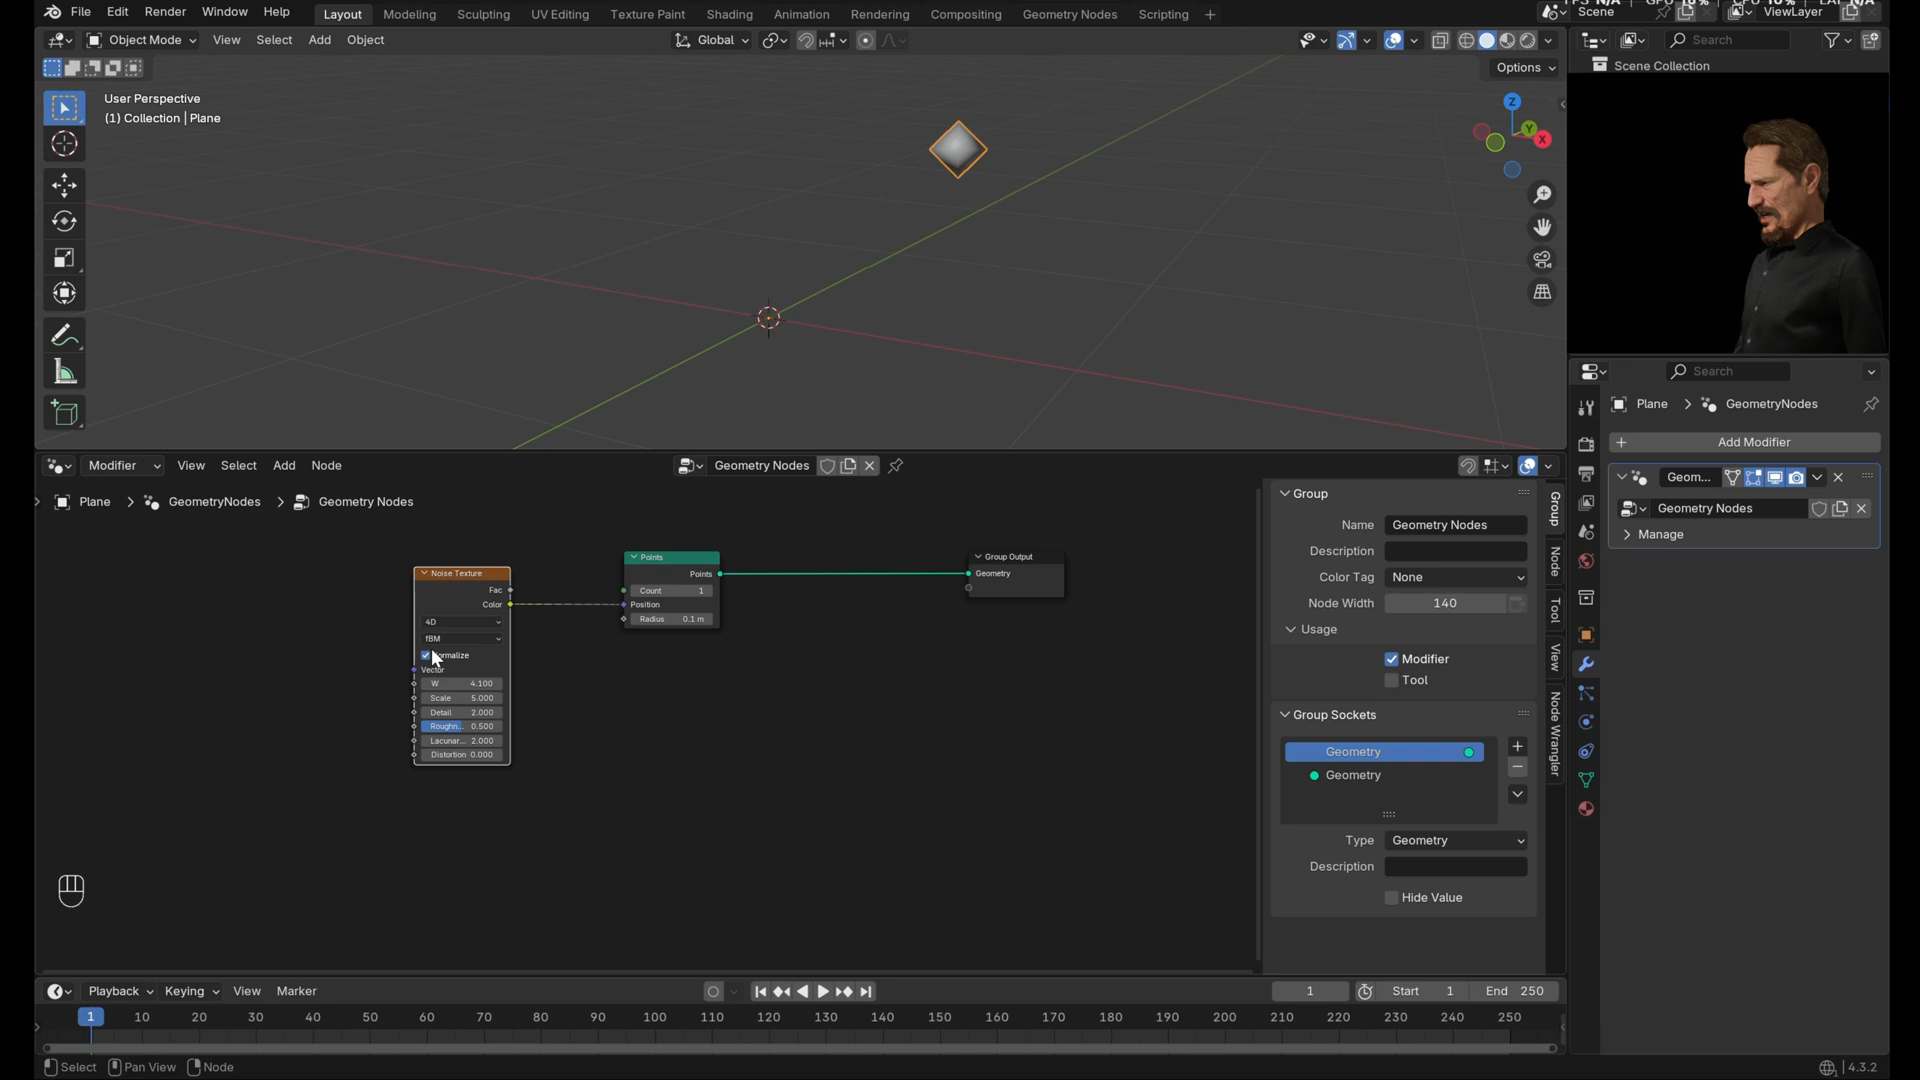 File Edit Render Window Help
Layout Modeling Sculpting UV Editing Texture Paint Shading Animation Rendering Compositing Geometry Nodes Scripting
Scene ViewLayer
Object Mode View Select Add Object Global Search
Options Scene Collection
User Perspective
(1) Collection | Plane
Z
Y
X
Search
Plane GeometryNodes
Add Modifier
Geom...
Geometry Nodes
Manage
Modifier View Select Add Node Geometry Nodes
Plane GeometryNodes Geometry Nodes
Noise Texture
Fac
Color
4D
fBM
Vector
W 4.100
Scale 5.000
Detail 2.000
Roughn... 0.500
Lacunar... 2.000
Distortion 0.000
Points
Points
Count 1
Position
Radius 0.1 m
Group Output
Geometry
Group
Name Geometry Nodes
Description
Color Tag None
Node Width 140
Usage
Modifier
Tool
Group Sockets
Geometry
Geometry
Type Geometry
Description
Hide Value
Group
Node
Tool
View
Node Wrangler
Playback Keying View Marker
1 Start 1 End 250
1 10 20 30 40 50 60 70 80 90 100 110 120 130 140 150 160 170 180 190 200 210 220 230 240 250
Select Pan View Node 4.3.2